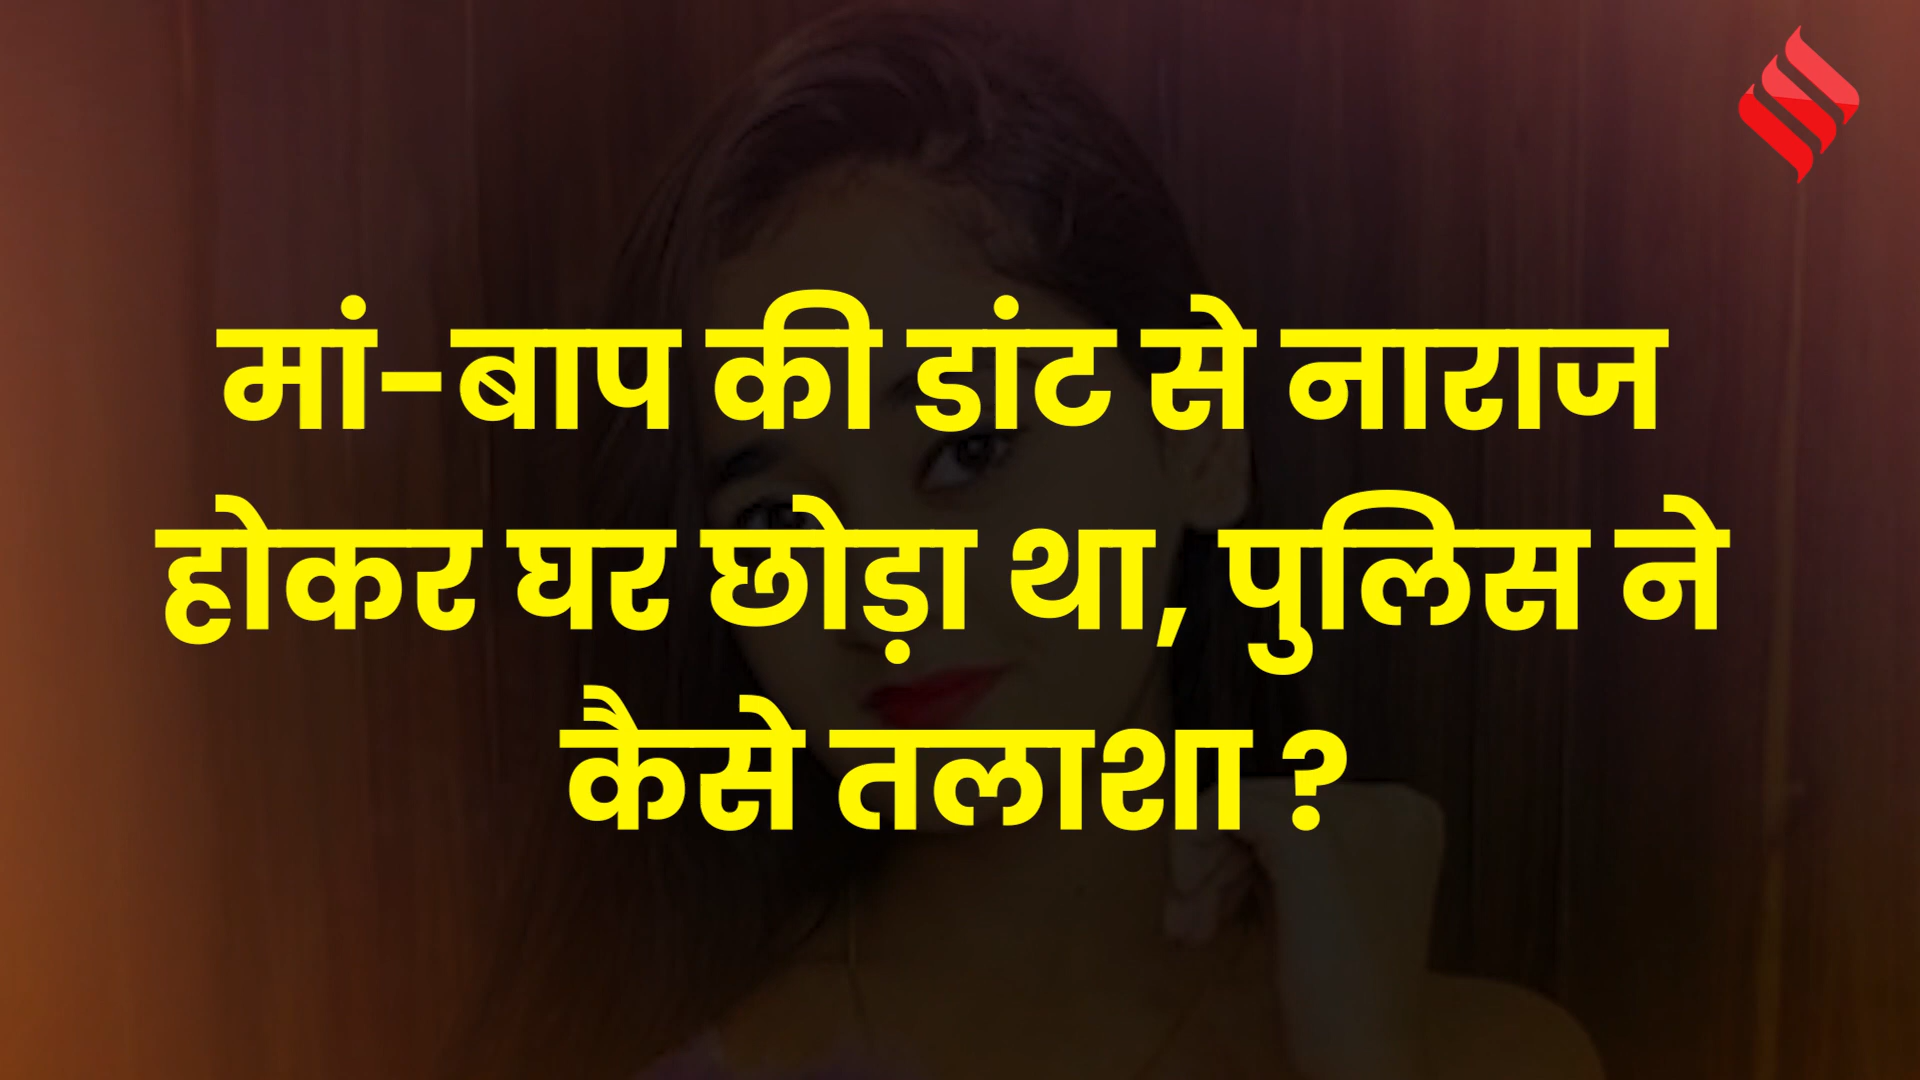 मां-बाप की डांट से नाराज
होकर घर छोड़ा था, पुलिस ने
कैसे तलाशा ?